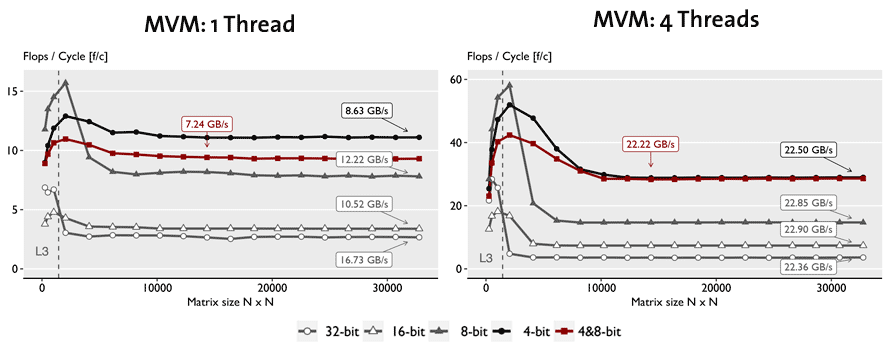 MVM: 1 Thread
MVM: 4 Threads
Flops / Cycle [f/c]
15
10
5
0
8.63 GB/s
7.24 GB/s
12.22 GB/s
10.52 GB/s
16.73 GB/s
L3
0
10000
20000
30000
Matrix size N x N
Flops / Cycle [f/c]
60
40
20
0
22.22 GB/s
22.50 GB/s
22.85 GB/s
22.90 GB/s
22.36 GB/s
L3
0
10000
20000
30000
Matrix size N x N
32-bit 16-bit 8-bit 4-bit 4&8-bit